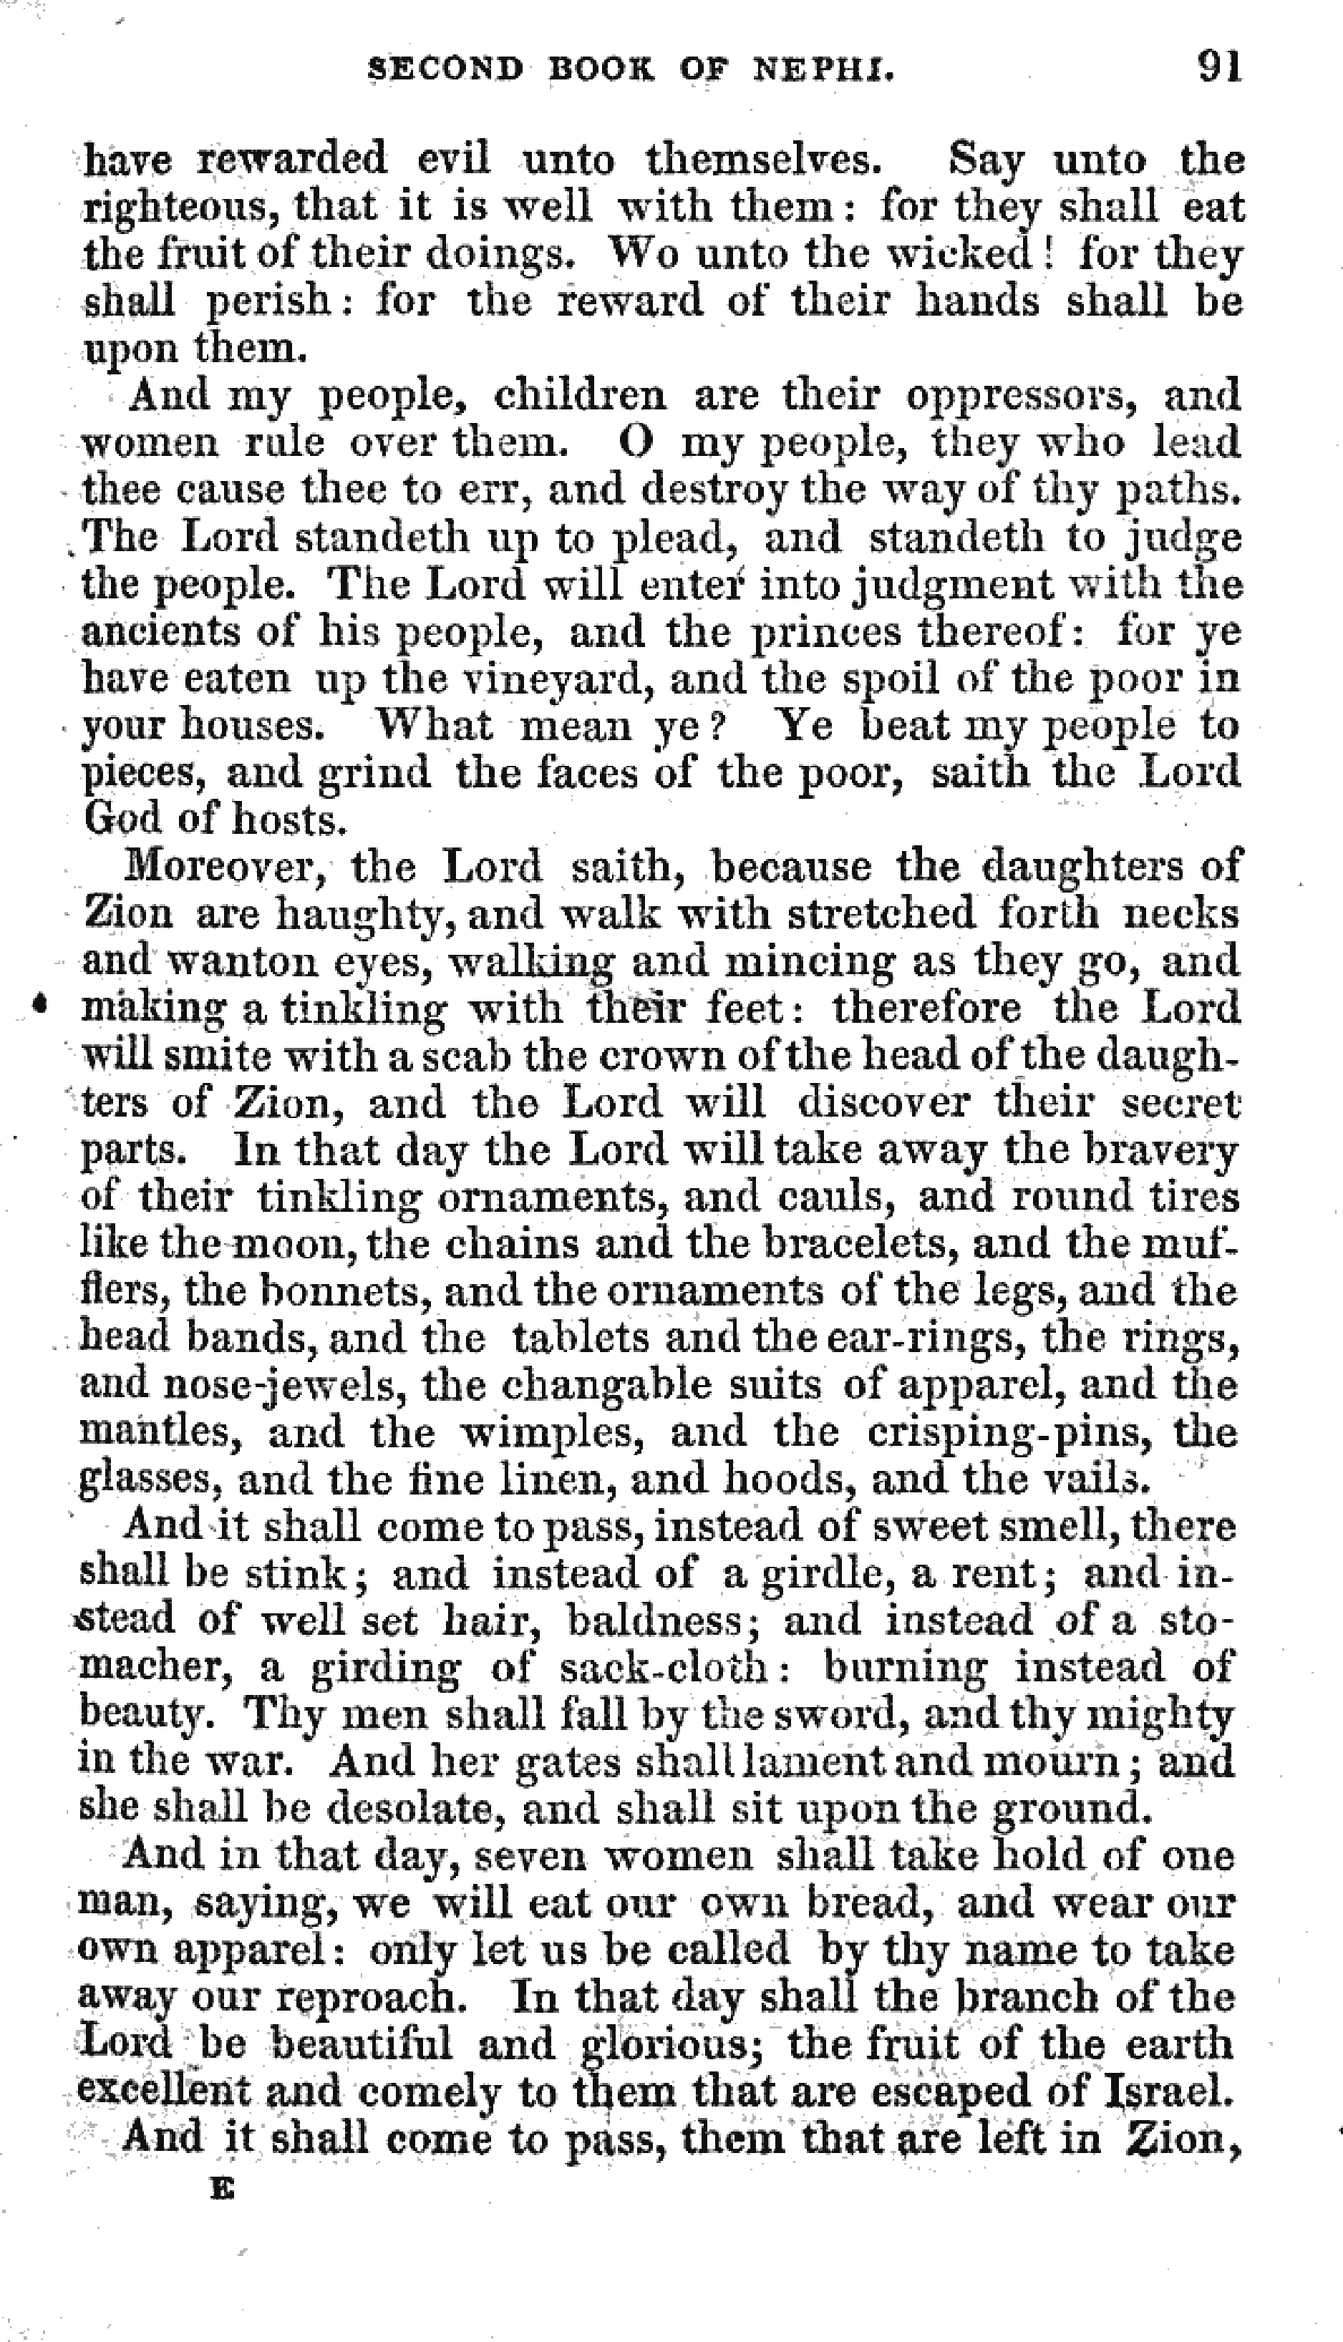 SECOND BOOK OF NEPHI. 91
have rewarded evil unto themselves. Say unto the
righteous, that it is well with them: for they shall eat
the fruit of their doings. Wo unto the wicked! for they
shall perish: for the reward of their hands shall be
upon them.
And my people, children are their oppressors, and
women rule over them. O my people, they who lead
thee cause thee to err, and destroy the way of thy paths.
The Lord standeth up to plead, and standeth to judge
the people. The Lord will enter into judgment with the
ancients of his people, and the princes thereof: for ye
have eaten up the vineyard, and the spoil of the poor in
your houses. What mean ye? Ye beat my people to
pieces, and grind the faces of the poor, saith the Lord
God of hosts.
Moreover, the Lord saith, because the daughters of
Zion are haughty, and walk with stretched forth necks
and wanton eyes, walking and mincing as they go, and
making a tinkling with their feet: therefore the Lord
will smite with a scab the crown of the head of the daugh-
ters of Zion, and the Lord will discover their secret
parts. In that day the Lord will take away the bravery
of their tinkling ornaments, and cauls, and round tires
like the moon, the chains and the bracelets, and the muf-
flers, the bonnets, and the ornaments of the legs, and the
head bands, and the tablets and the ear-rings, the rings,
and nose-jewels, the changable suits of apparel, and the
mantles, and the wimples, and the crisping-pins, the
glasses, and the fine linen, and hoods, and the vails.
And it shall come to pass, instead of sweet smell, there
shall be stink; and instead of a girdle, a rent; and in-
stead of well set hair, baldness; and instead of a sto-
macher, a girding of sack-cloth: burning instead of
beauty. Thy men shall fall by the sword, and thy mighty
in the war. And her gates shall lament and mourn; and
she shall be desolate, and shall sit upon the ground.
And in that day, seven women shall take hold of one
man, saying, we will eat our own bread, and wear our
own apparel: only let us be called by thy name to take
away our reproach. In that day shall the branch of the
Lord be beautiful and glorious; the fruit of the earth
excellent and comely to them that are escaped of Israel.
And it shall come to pass, them that are left in Zion,
E